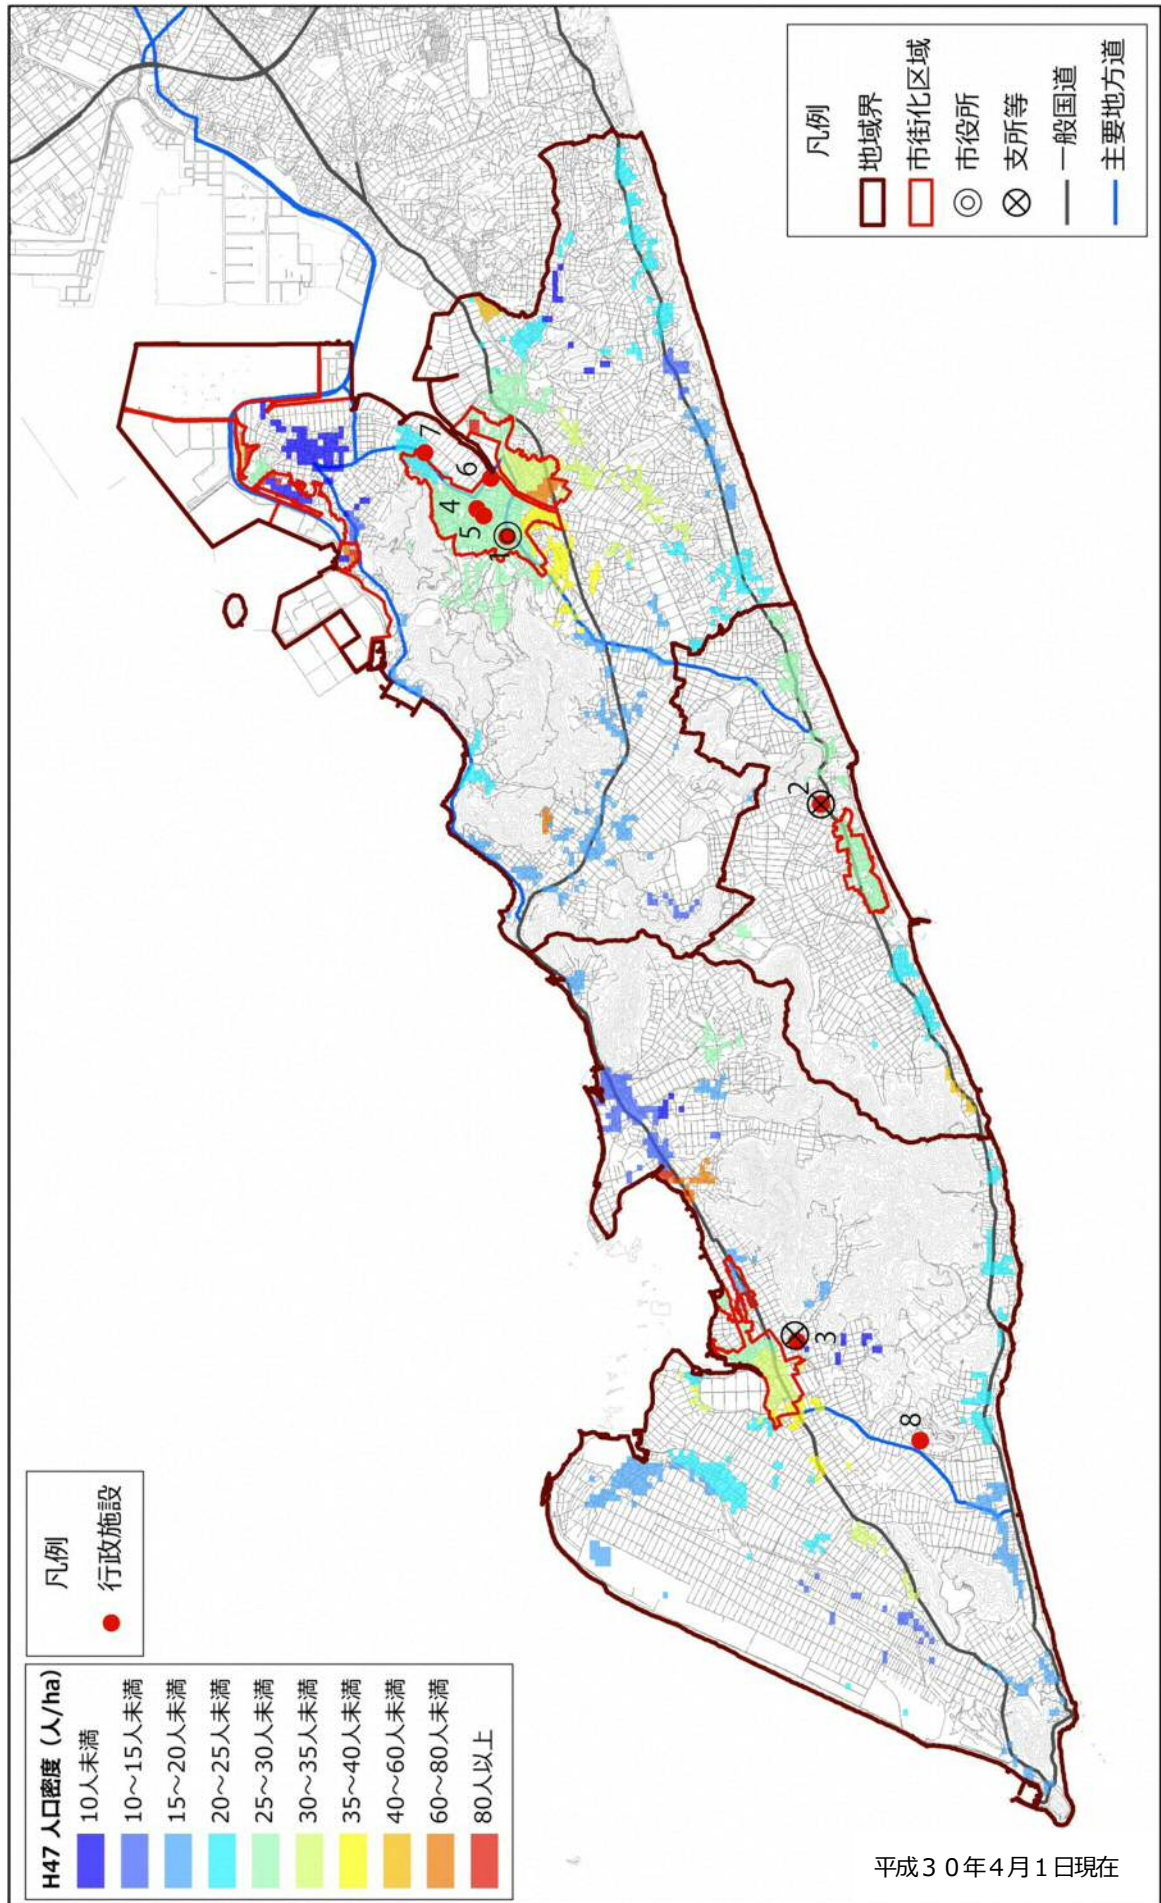 凡例
地域界
市街化区域
市役所
支所等
一般国道
主要地方道
凡例
行政施設
H47 人口密度（人/ha）
10人未満
10～15人未満
15～20人未満
20～25人未満
25～30人未満
30～35人未満
35～40人未満
40～60人未満
60～80人未満
80人以上
1
2
3
4
5
6
7
8
平成３０年４月１日現在